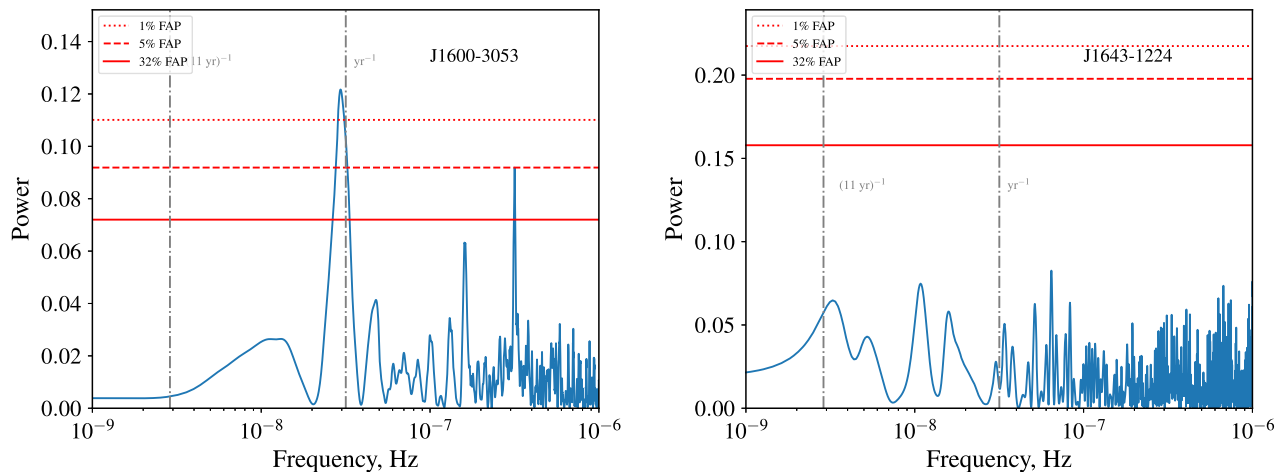 1% FAP
5% FAP
32% FAP
11 yr)⁻¹
yr⁻¹
J1600-3053
0.14
0.12
0.10
0.08
0.06
0.04
0.02
0.00
Power
10⁻⁹
10⁻⁸
10⁻⁷
10⁻⁶
Frequency, Hz
1% FAP
5% FAP
32% FAP
J1643-1224
(11 yr)⁻¹
yr⁻¹
0.20
0.15
0.10
0.05
0.00
Power
10⁻⁹
10⁻⁸
10⁻⁷
10⁻⁶
Frequency, Hz